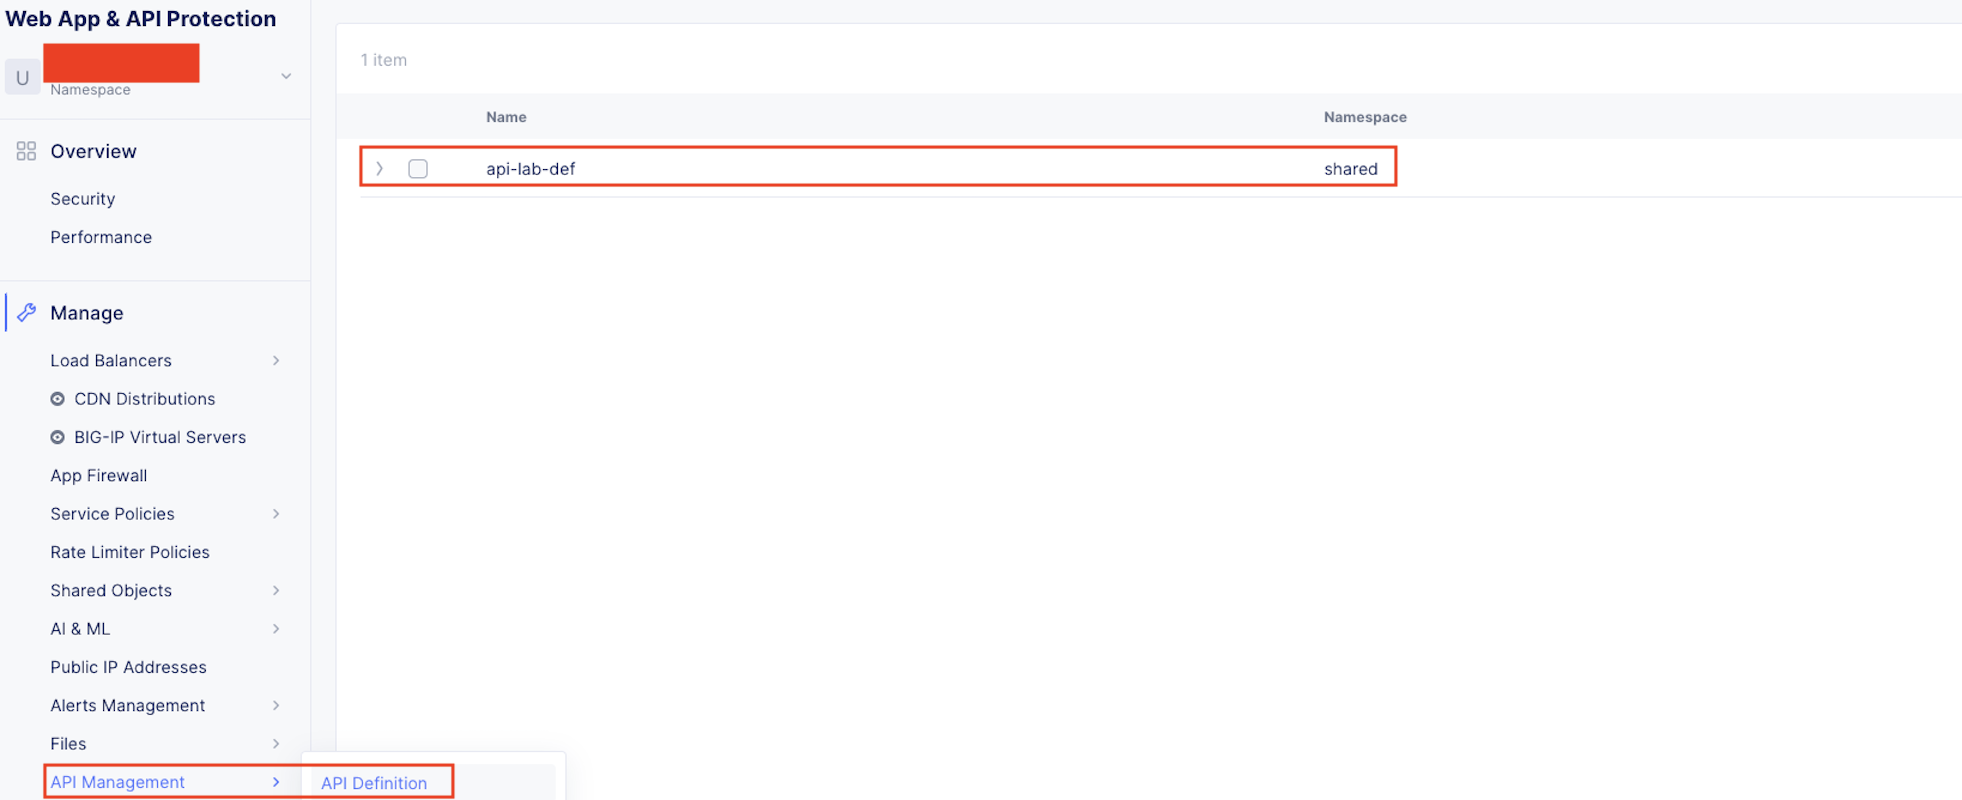 Web App & API Protection
U
Namespace
Overview
Security
Performance
Manage
Load Balancers
CDN Distributions
BIG-IP Virtual Servers
App Firewall
Service Policies
Rate Limiter Policies
Shared Objects
AI & ML
Public IP Addresses
Alerts Management
Files
API Management
API Definition
1 item
Name Namespace
api-lab-def shared